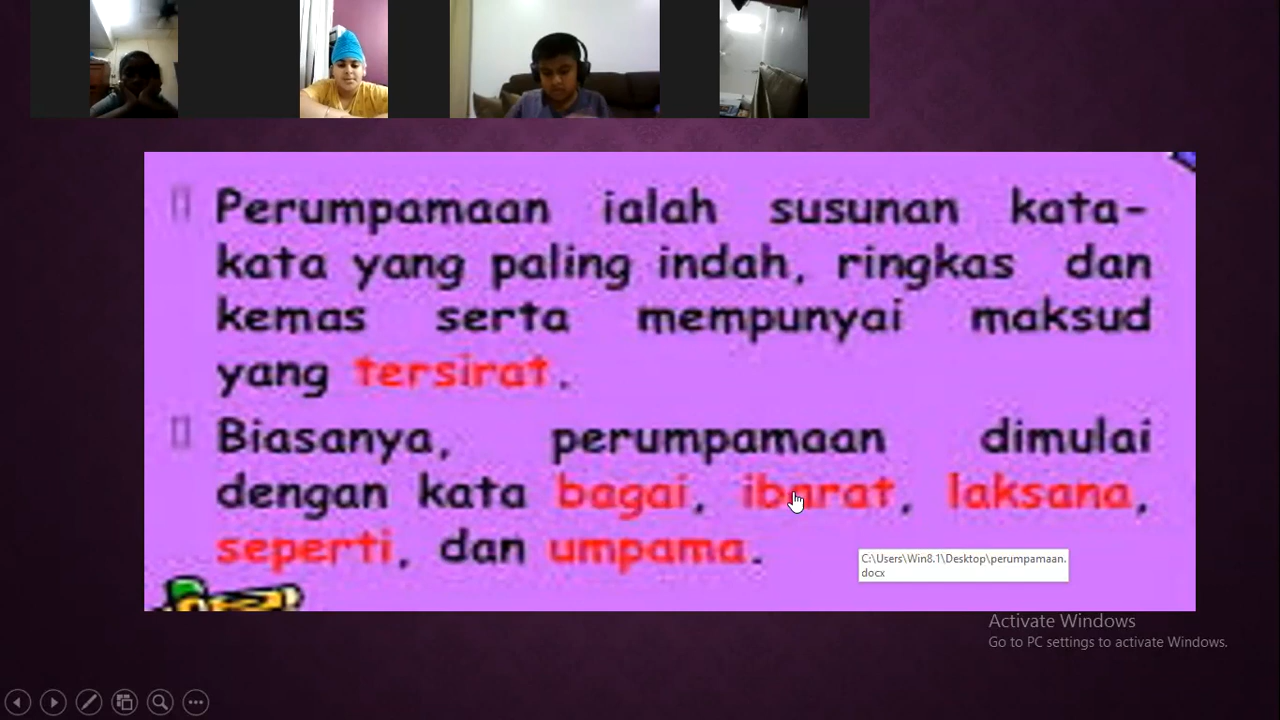 Perumpamaan ialah susunan kata-
kata yang paling indah, ringkas dan
kemas serta mempunyai maksud
yang tersirat.
Biasanya, perumpamaan dimulai
dengan kata bagai, ibarat, laksana,
seperti, dan umpama.
C:\Users\Win8.1\Desktop\perumpamaan.
docx
Activate Windows
Go to PC settings to activate Windows.